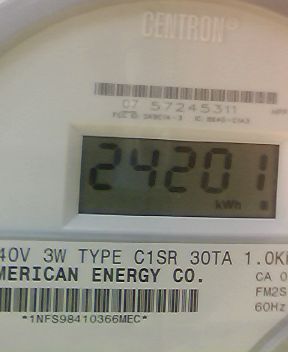 CENTRON®
07 57245311
24201
kWh
40V 3W TYPE C1SR 30TA 1.0K
MERICAN ENERGY CO.
CA 0
FM2S
60Hz
*1NFS98410366MEC*